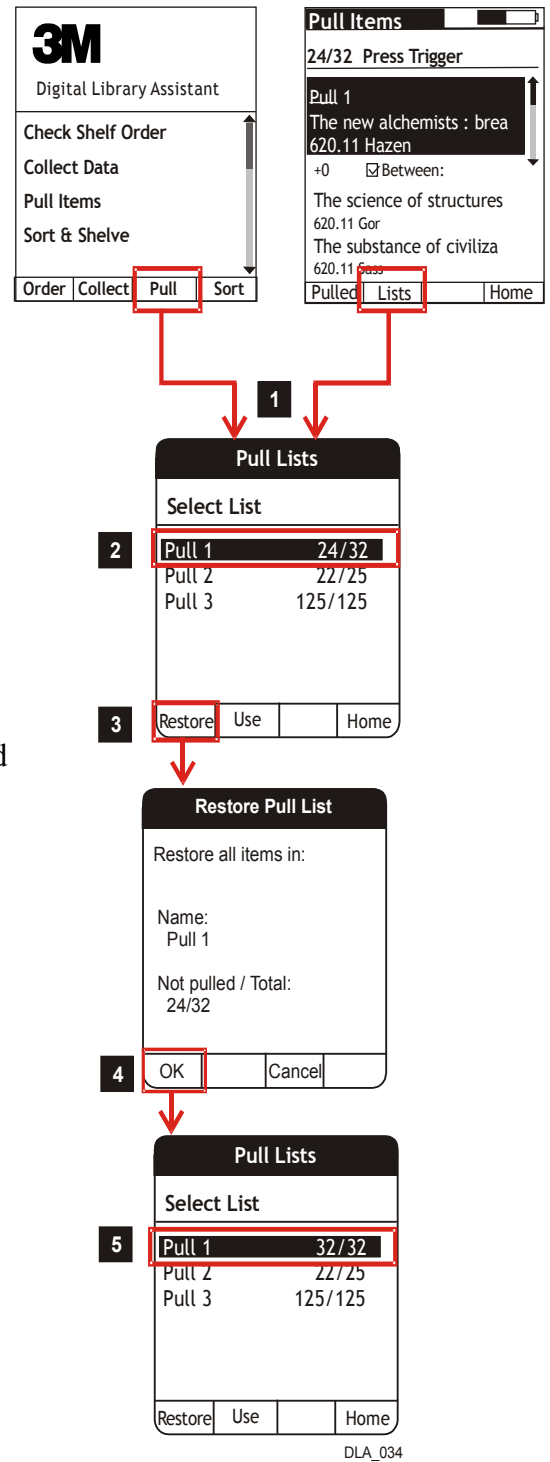 3M
Digital Library Assistant
Check Shelf Order
Collect Data
Pull Items
Sort & Shelve
Order Collect Pull Sort
Pull Items
24/32 Press Trigger
Pull 1
The new alchemists : brea
620.11 Hazen
+0 Between:
The science of structures
620.11 Gor
The substance of civiliza
620.11 Sass
Pulled Lists Home
1
Pull Lists
Select List
2
Pull 1 24/32
Pull 2 22/25
Pull 3 125/125
3
Restore Use Home
d
Restore Pull List
Restore all items in:
Name:
Pull 1
Not pulled / Total:
24/32
4
OK Cancel
Pull Lists
Select List
5
Pull 1 32/32
Pull 2 22/25
Pull 3 125/125
Restore Use Home
DLA_034